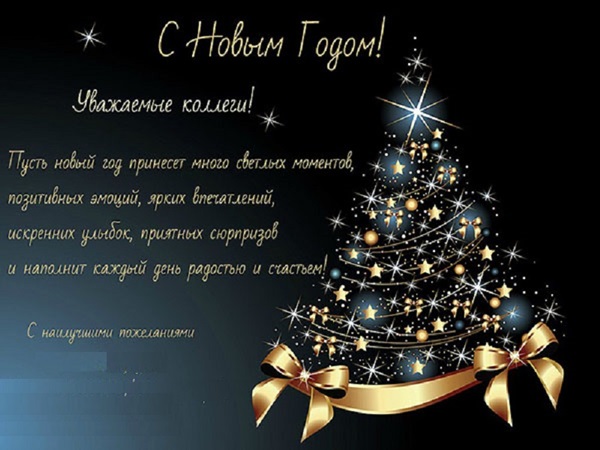 С Новым Годом!
Уважаемые коллеги!
Пусть новый год принесет много светлых моментов,
позитивных эмоций, ярких впечатлений,
искренних улыбок, приятных сюрпризов
и наполнит каждый день радостью и счастьем!
С наилучшими пожеланиями